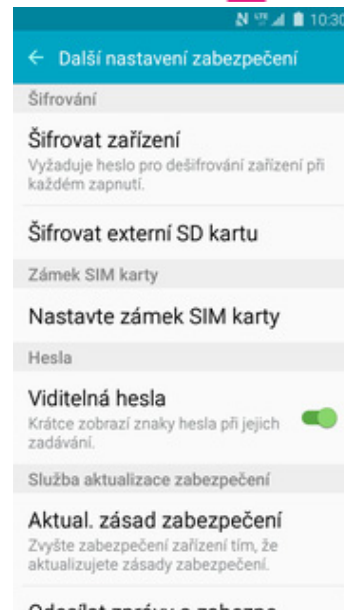 10:30
Další nastavení zabezpečení
Šifrování
Šifrovat zařízení
Vyžaduje heslo pro dešifrování zařízení při
každém zapnutí.
Šifrovat externí SD kartu
Zámek SIM karty
Nastavte zámek SIM karty
Hesla
Viditelná hesla
Krátce zobrazí znaky hesla při jejich
zadávání.
Služba aktualizace zabezpečení
Aktual. zásad zabezpečení
Zvyšte zabezpečení zařízení tím, že
aktualizujete zásady zabezpečení.